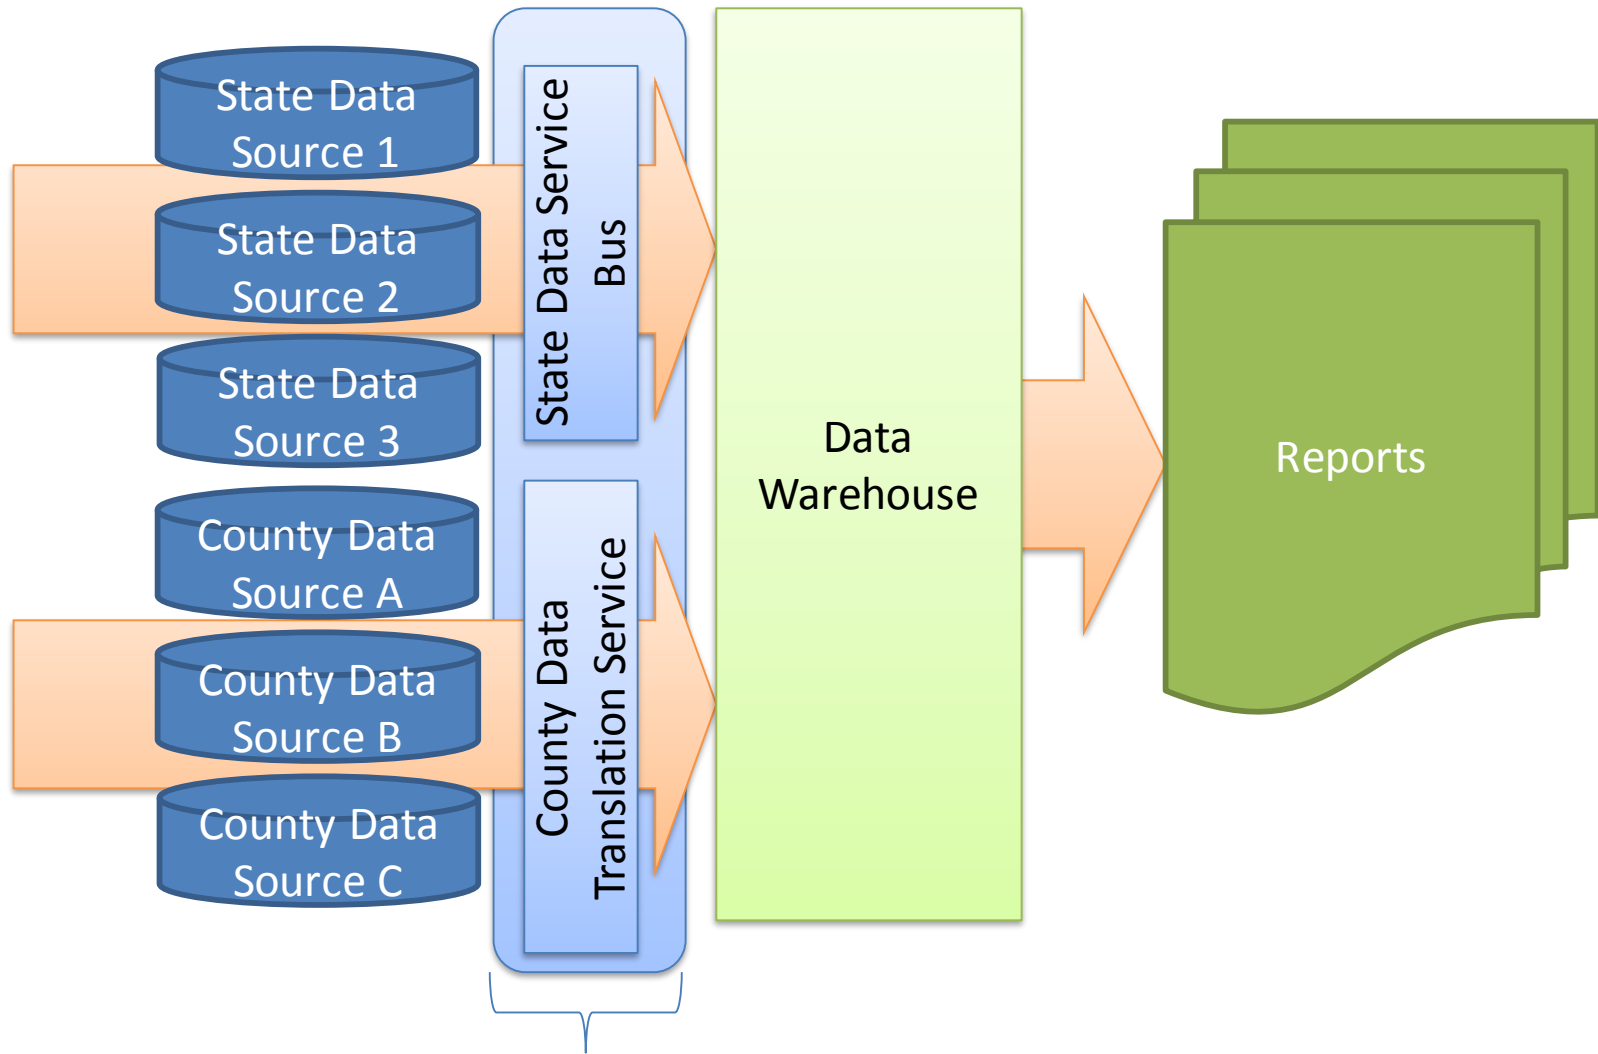 State Data
Source 1
State Data
Source 2
State Data
Source 3
County Data
Source A
County Data
Source B
County Data
Source C
State Data Service
Bus
County Data
Translation Service
Data
Warehouse
Reports